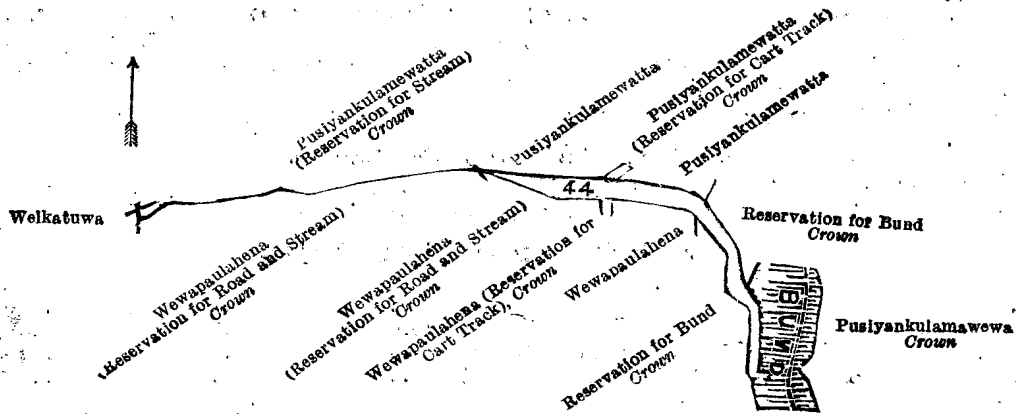 Pusiyankulamewatta
(Reservation for Stream)
Crown
Pusiyankulamewatta
Pusiyankulamewatta
(Reservation for Cart Track)
Crown
Pusiyankulamewatta
44
Welkatuwa
Reservation for Bund
Crown
Wewapaulahena
(Reservation for Road and Stream)
Crown
Wewapaulahena
(Reservation for Road and Stream)
Crown
Wewapaulahena (Reservation for
Cart Track), Crown
Wewapaulahena
Reservation for Bund
Crown
BUND
Pusiyankulamawewa
Crown